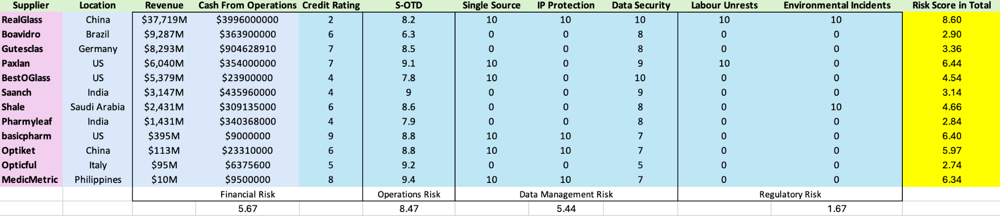 Supplier Location Revenue Cash From Operations Credit Rating S-OTD Single Source IP Protection Data Security Labour Unrests Environmental Incidents Risk Score in Total
RealGlass China $37,719M $3996000000 2 8.2 10 10 10 10 10 8.60
Boavidro Brazil $9,287M $363900000 6 6.3 0 0 8 0 0 2.90
Gutesclas Germany $8,293M $904628910 7 8.5 0 0 8 0 0 3.36
Paxlan US $6,040M $354000000 7 9.1 10 0 9 10 0 6.44
BestOGlass US $5,379M $23900000 4 7.8 10 0 10 0 0 4.54
Saanch India $3,147M $435960000 4 9 0 0 9 0 0 3.14
Shale Saudi Arabia $2,431M $309135000 6 8.6 0 0 8 0 10 4.66
Pharmyleaf India $1,431M $340368000 4 7.9 0 0 8 0 0 2.84
basicpharm US $395M $9000000 9 8.8 10 10 7 0 0 6.40
Optiket China $113M $23310000 6 8.8 10 10 7 0 0 5.97
Opticful Italy $95M $6375600 5 9.2 0 0 5 0 0 2.74
MedicMetric Philippines $10M $9500000 8 9.4 10 10 7 0 0 6.34
Financial Risk Operations Risk Data Management Risk Regulatory Risk
5.67 8.47 5.44 1.67